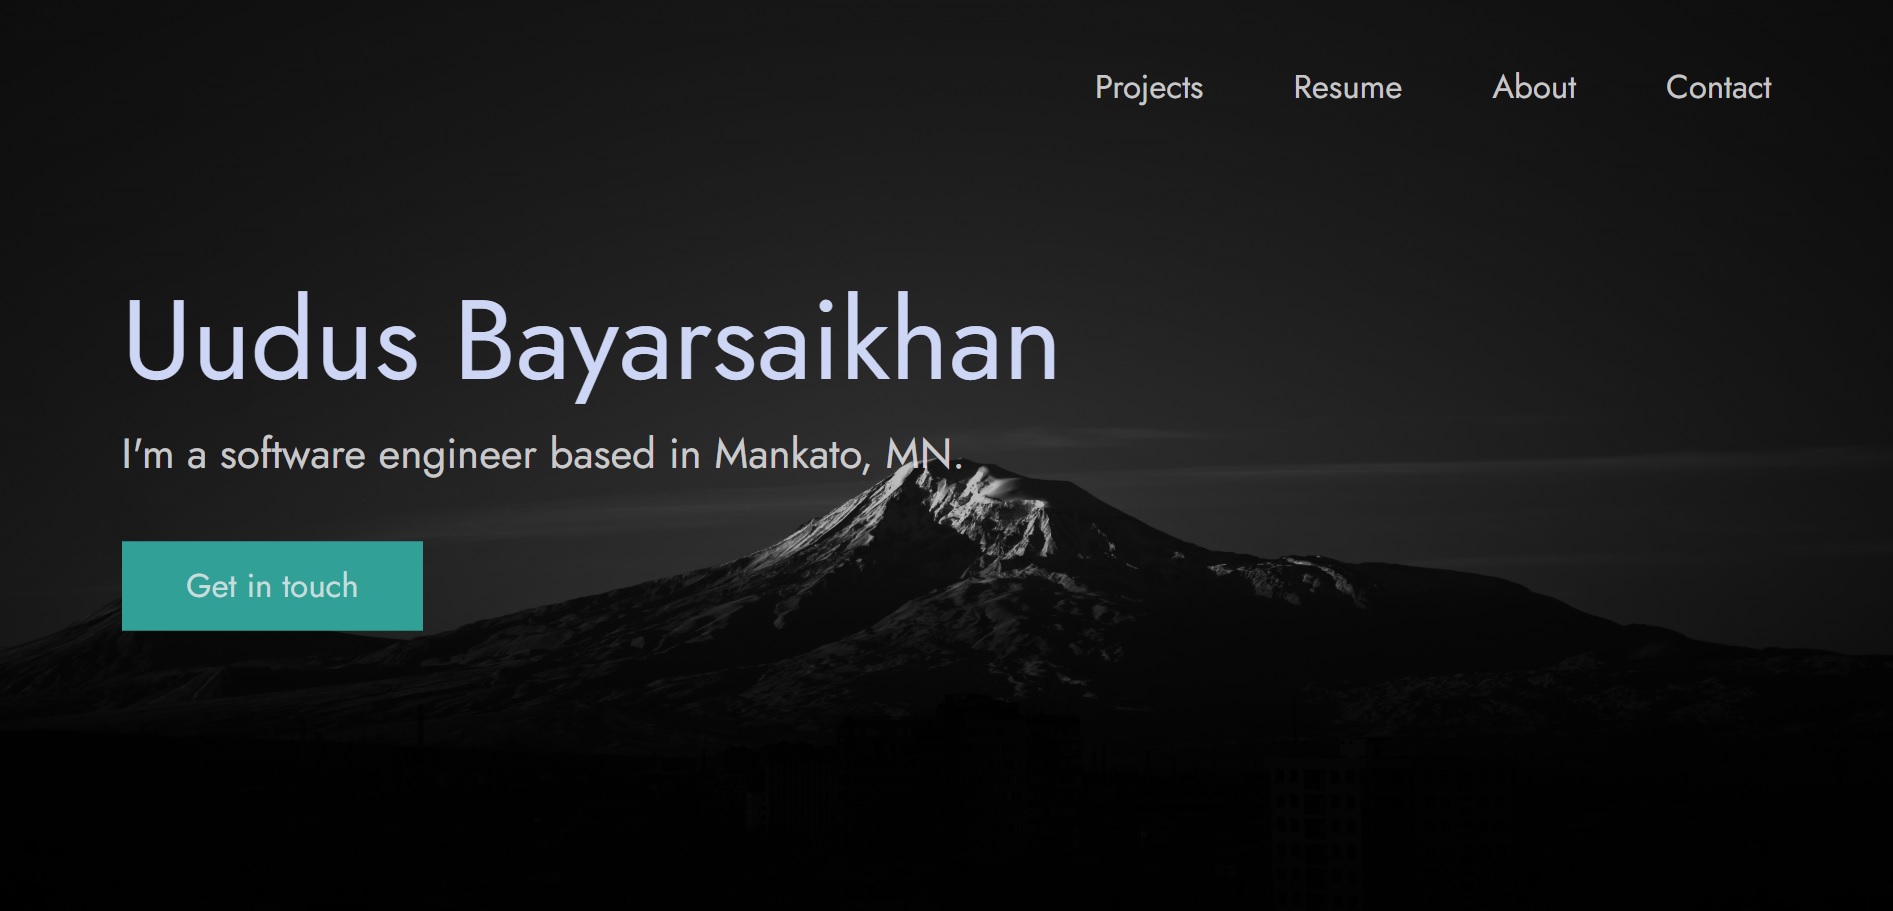 Projects Resume About Contact
Uudus Bayarsaikhan
I'm a software engineer based in Mankato, MN.
Get in touch